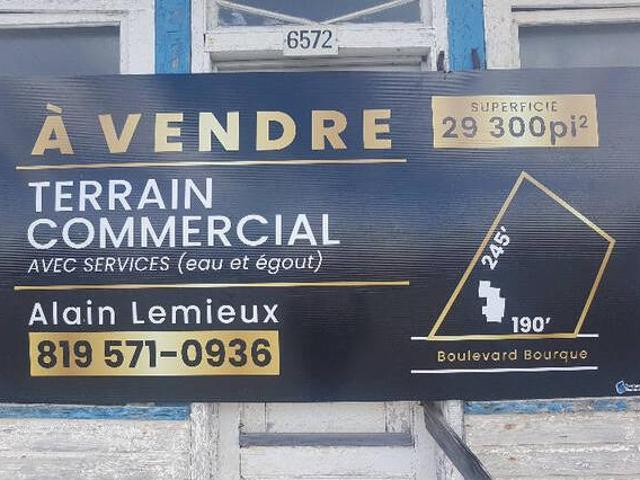 6572
À VENDRE
SUPERFICIE
29 300pi²
TERRAIN
COMMERCIAL
AVEC SERVICES (eau et égout)
Alain Lemieux
819 571-0936
245'
190'
Boulevard Bourque